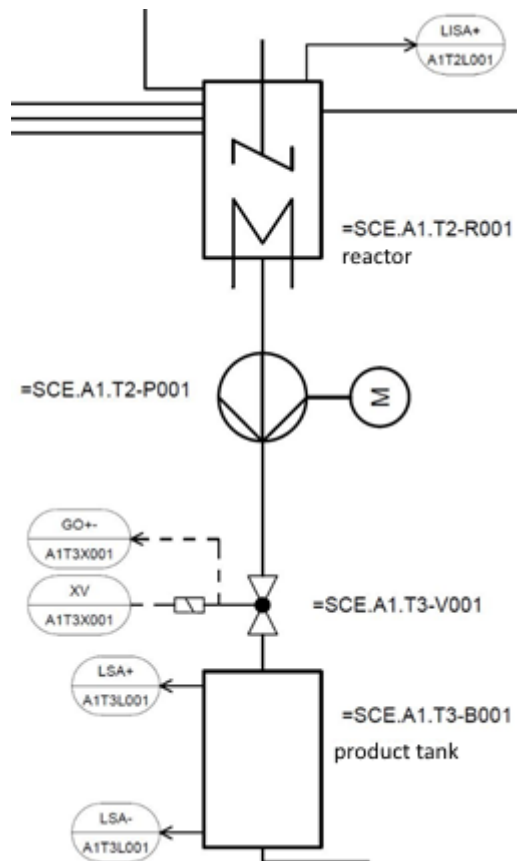 LISA+
A1T2L001
=SCE.A1.T2-R001
reactor
=SCE.A1.T2-P001
M
GO+-
A1T3X001
XV
A1T3X001
=SCE.A1.T3-V001
LSA+
A1T3L001
=SCE.A1.T3-B001
product tank
LSA-
A1T3L001